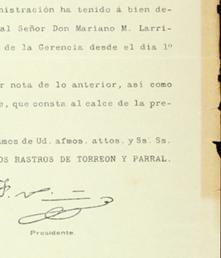 ministración ha tenido á bien de-
al Señor Don Mariano M. Larri-
de la Gerencia desde el día 1º
r nota de lo anterior, así como
e, que consta al calce de la pre-
mos de Ud. afmos. attos. y Ss. Ss.
OS RASTROS DE TORREON Y PARRAL.
Presidente.